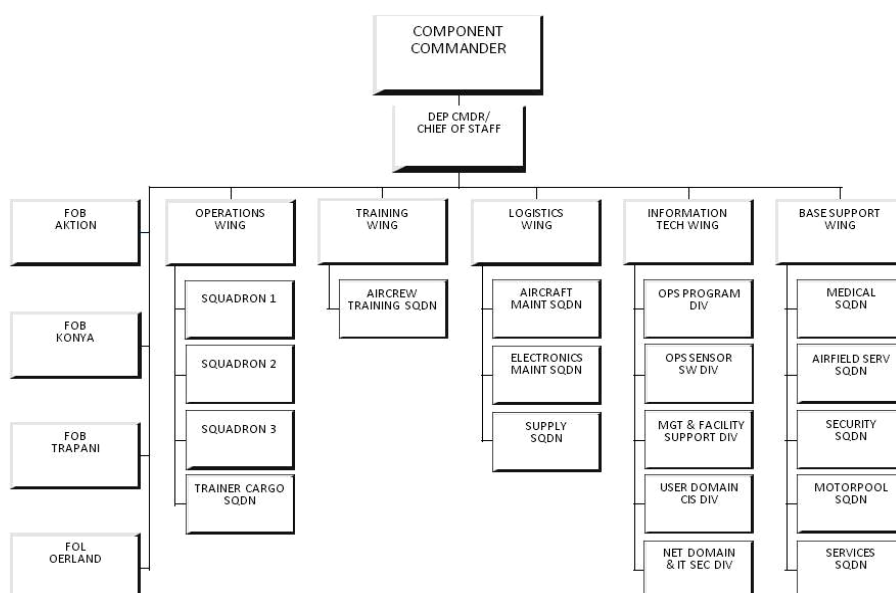 COMPONENT
COMMANDER
DEP CMDR/
CHIEF OF STAFF
FOB
AKTION
FOB
KONYA
FOB
TRAPANI
FOL
OERLAND
OPERATIONS
WING
SQUADRON 1
SQUADRON 2
SQUADRON 3
TRAINER CARGO
SQDN
TRAINING
WING
AIRCREW
TRAINING SQDN
LOGISTICS
WING
AIRCRAFT
MAINT SQDN
ELECTRONICS
MAINT SQDN
SUPPLY
SQDN
INFORMATION
TECH WING
OPS PROGRAM
DIV
OPS SENSOR
SW DIV
MGT & FACILITY
SUPPORT DIV
USER DOMAIN
CIS DIV
NET DOMAIN
& IT SEC DIV
BASE SUPPORT
WING
MEDICAL
SQDN
AIRFIELD SERV
SQDN
SECURITY
SQDN
MOTORPOOL
SQDN
SERVICES
SQDN